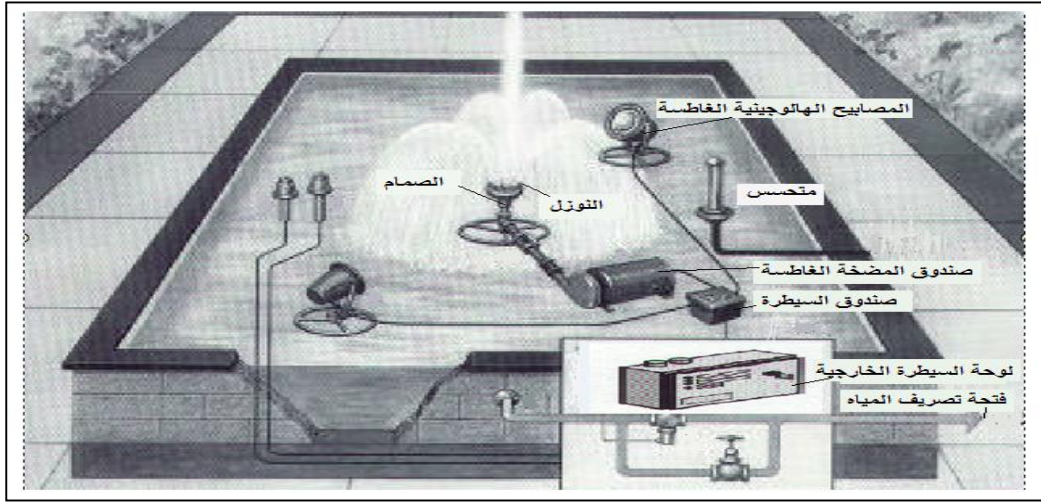 المصابيح الهالوجينية الغاطسة
الصمام
النوزل
متحسس
صندوق المضخة الغاطسة
صندوق السيطرة
لوحة السيطرة الخارجية
فتحة تصريف المياه